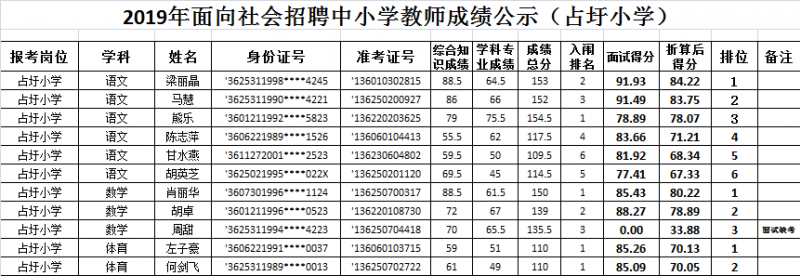 2019年面向社会招聘中小学教师成绩公示（占圩小学）
报考岗位 学科 姓名 身份证号 准考证号 综合知识成绩 学科专业成绩 成绩总分 入闱排名 面试得分 折算后得分 排位 备注
占圩小学 语文 梁丽晶 '3625311998****4245 '136010302815 88.5 64.5 153 2 91.93 84.22 1
占圩小学 语文 马慧 '3625311990****4221 '136250200927 86 66 152 3 91.49 83.75 2
占圩小学 语文 熊乐 '3601211992****5823 '136220203625 79 75.5 154.5 1 78.89 78.07 3
占圩小学 语文 陈志萍 '3606221989****1526 '136060104413 55.5 62 117.5 4 83.66 71.21 4
占圩小学 语文 甘水燕 '3611272001****2523 '136230604802 59.5 50 109.5 6 81.92 68.34 5
占圩小学 语文 胡英芝 '3625021995****022X '136250201120 69.5 45 114.5 5 77.41 67.33 6
占圩小学 数学 肖丽华 '3607301996****1124 '136250700317 88.5 61.5 150 1 85.43 80.22 1
占圩小学 数学 胡卓 '3601211996****0523 '136220108730 72 67 139 2 88.27 78.89 2
占圩小学 数学 周甜 '3625311994****4223 '136250704418 70 65.5 135.5 3 0.00 33.88 3 面试缺考
占圩小学 体育 左子豪 '3606221991****0037 '136060103715 59 51 110 1 85.26 70.13 1
占圩小学 体育 何剑飞 '3625311989****0013 '136250702722 61 49 110 1 85.09 70.05 2